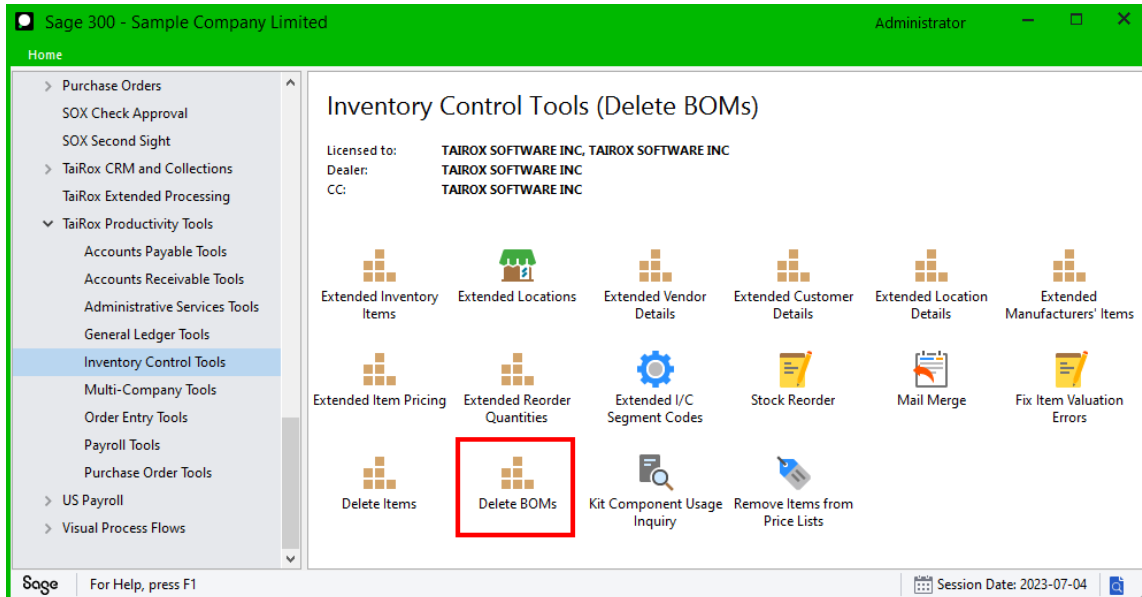 Sage 300 - Sample Company Limited
Administrator
Home
Purchase Orders
SOX Check Approval
SOX Second Sight
TaiRox CRM and Collections
TaiRox Extended Processing
TaiRox Productivity Tools
Accounts Payable Tools
Accounts Receivable Tools
Administrative Services Tools
General Ledger Tools
Inventory Control Tools
Multi-Company Tools
Order Entry Tools
Payroll Tools
Purchase Order Tools
US Payroll
Visual Process Flows
Inventory Control Tools (Delete BOMs)
Licensed to: TAIROX SOFTWARE INC, TAIROX SOFTWARE INC
Dealer: TAIROX SOFTWARE INC
CC: TAIROX SOFTWARE INC
Extended Inventory
Items
Extended Locations
Extended Vendor
Details
Extended Customer
Details
Extended Location
Details
Extended
Manufacturers' Items
Extended Item Pricing
Extended Reorder
Quantities
Extended I/C
Segment Codes
Stock Reorder
Mail Merge
Fix Item Valuation
Errors
Delete Items
Delete BOMs
Kit Component Usage
Inquiry
Remove Items from
Price Lists
Sage
For Help, press F1
Session Date: 2023-07-04